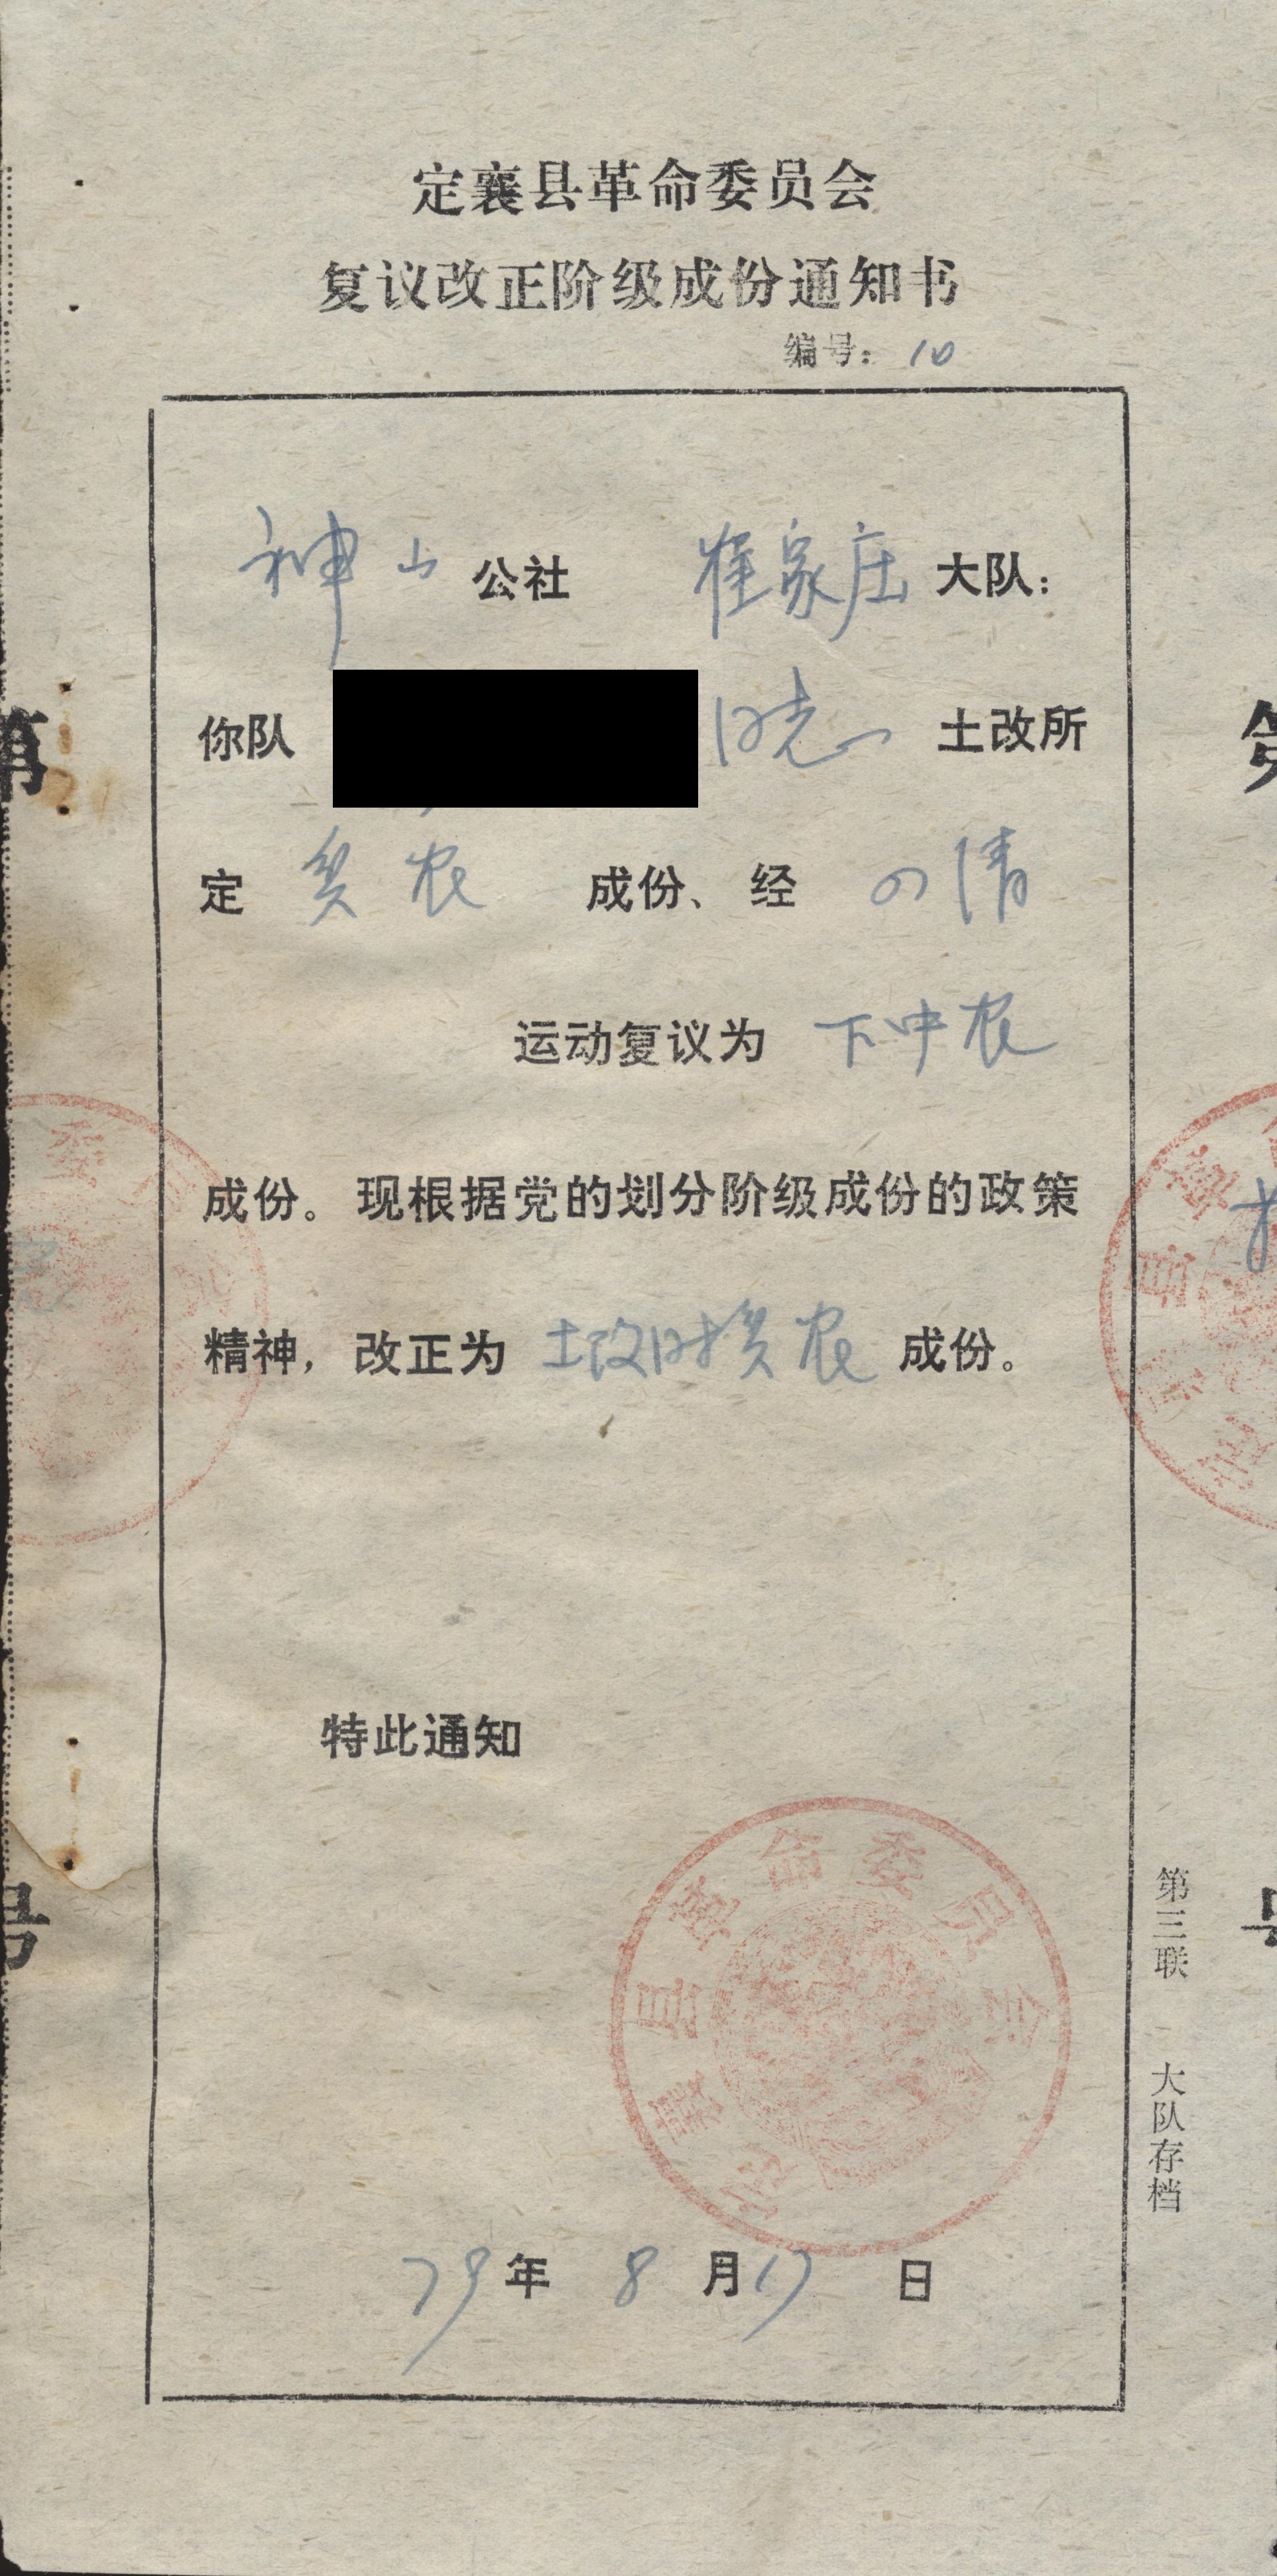 定襄县革命委员会
复议改正阶级成份通知书
编号：10
神山公社 崔家庄大队：
你队 同志 土改所
定 贫农 成份、经 四清
运动复议为 下中农
成份。现根据党的划分阶级成份的政策
精神，改正为 土改时贫农 成份。
特此通知
定襄县革命委员会
79年 8月17日
第三联 大队存档
第
号